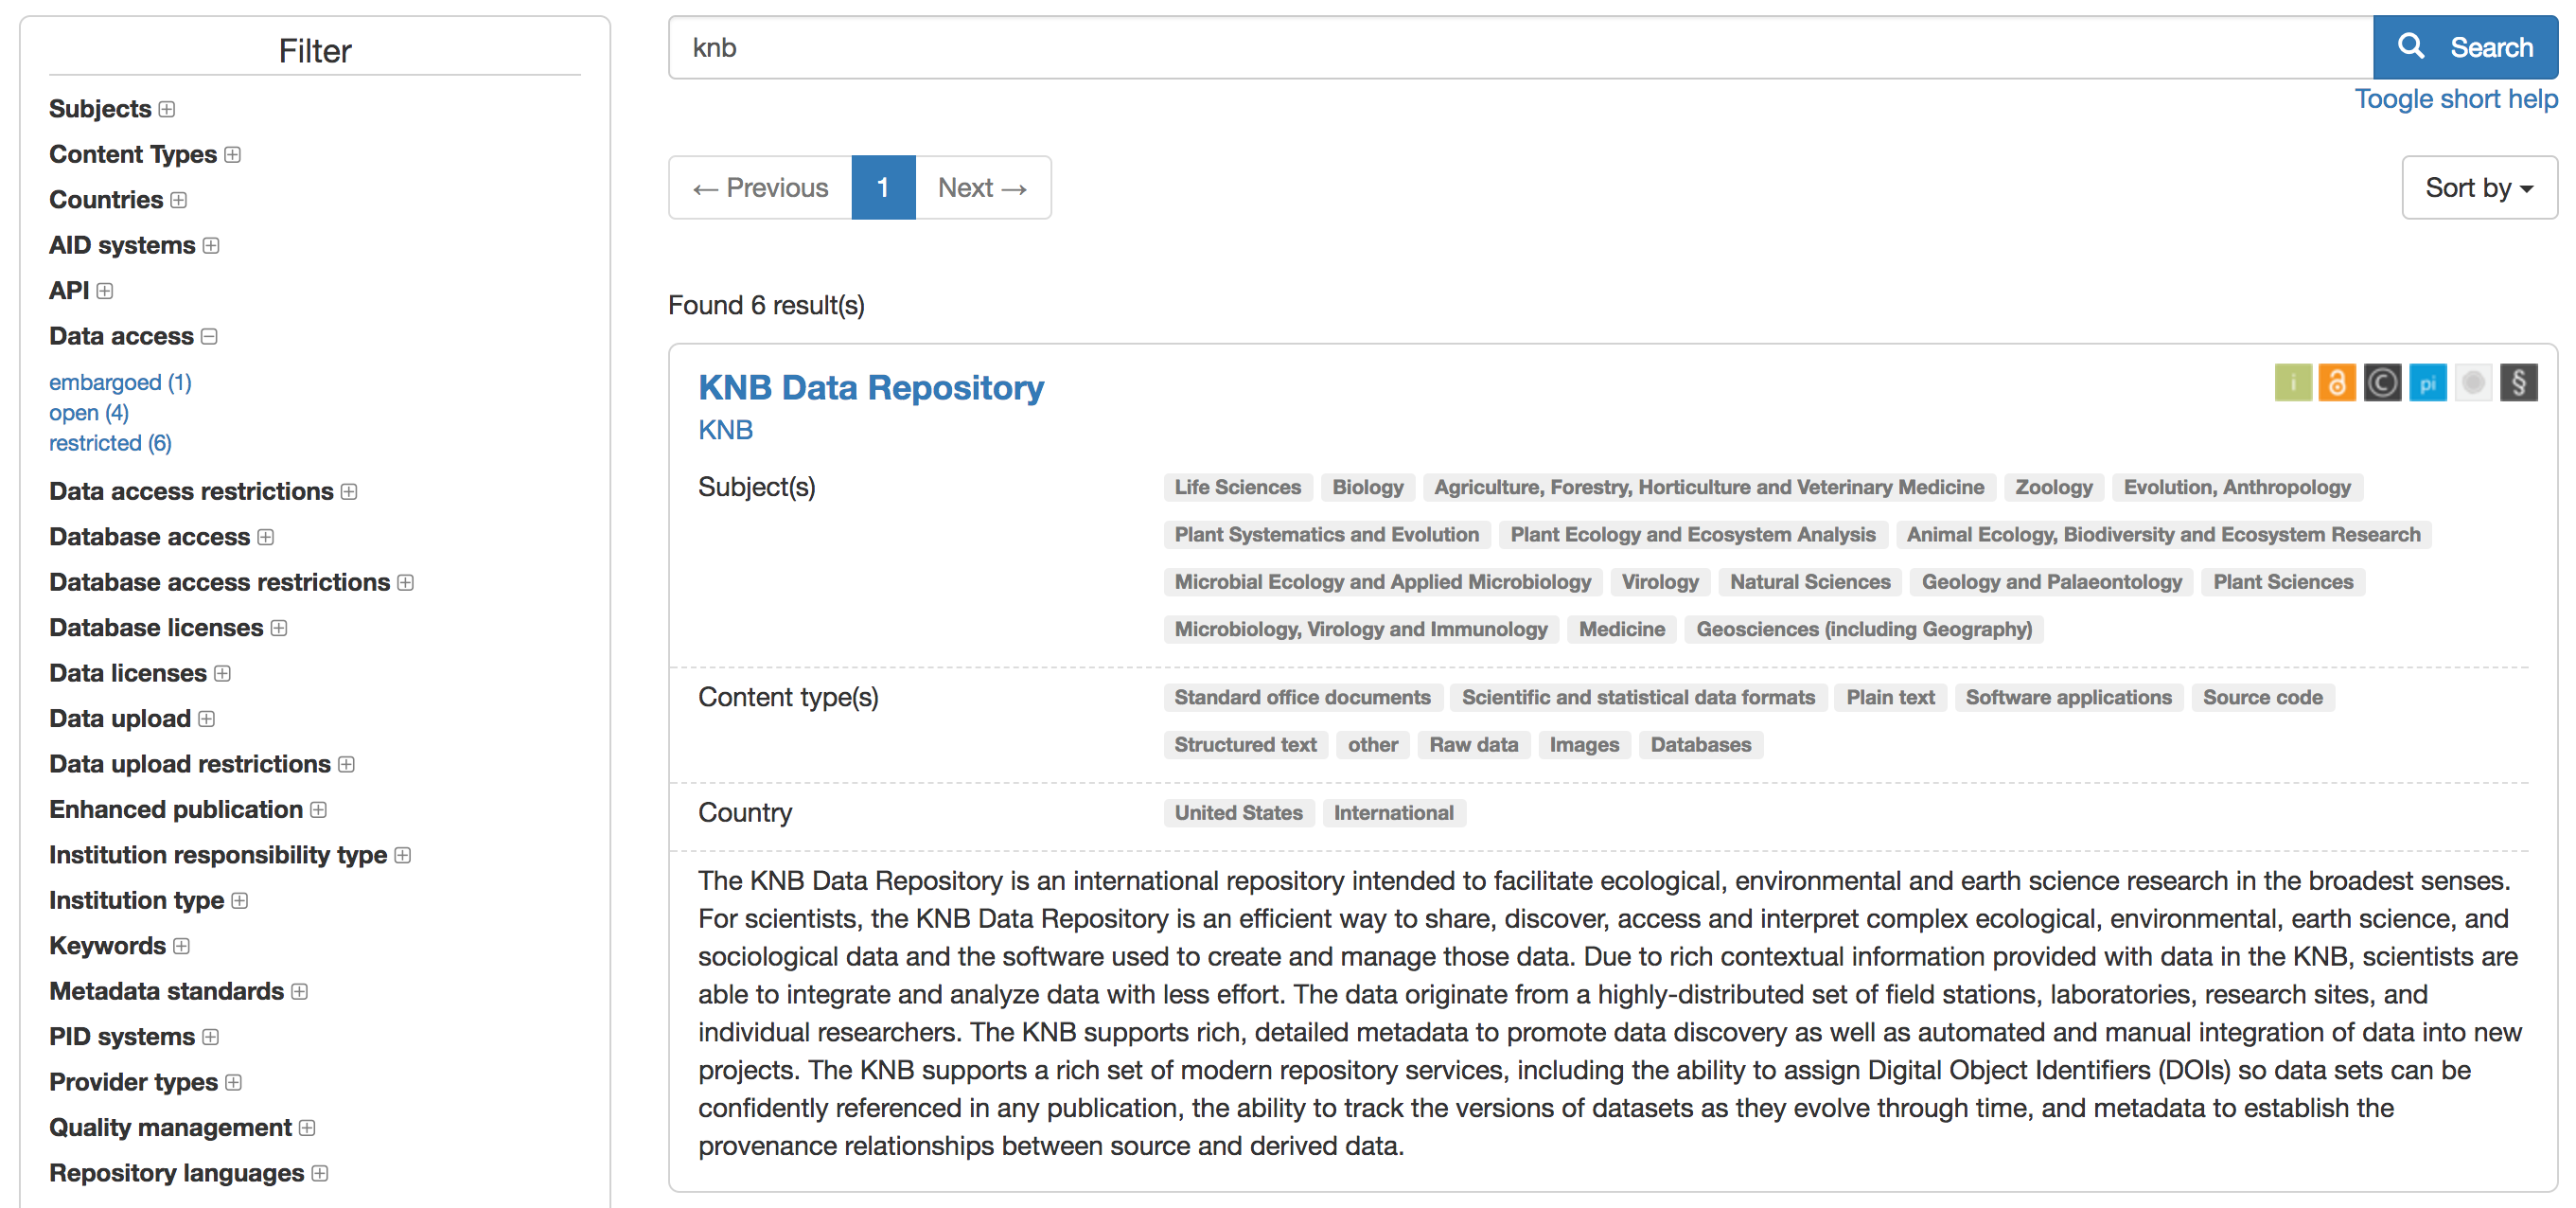 Filter
Subjects
Content Types
Countries
AID systems
API
Data access
embargoed (1)
open (4)
restricted (6)
Data access restrictions
Database access
Database access restrictions
Database licenses
Data licenses
Data upload
Data upload restrictions
Enhanced publication
Institution responsibility type
Institution type
Keywords
Metadata standards
PID systems
Provider types
Quality management
Repository languages
knb
Search
Toogle short help
← Previous 1 Next →
Sort by
Found 6 result(s)
KNB Data Repository
i © pi §
KNB
Subject(s)
Life Sciences Biology Agriculture, Forestry, Horticulture and Veterinary Medicine Zoology Evolution, Anthropology
Plant Systematics and Evolution Plant Ecology and Ecosystem Analysis Animal Ecology, Biodiversity and Ecosystem Research
Microbial Ecology and Applied Microbiology Virology Natural Sciences Geology and Palaeontology Plant Sciences
Microbiology, Virology and Immunology Medicine Geosciences (including Geography)
Content type(s)
Standard office documents Scientific and statistical data formats Plain text Software applications Source code
Structured text other Raw data Images Databases
Country
United States International
The KNB Data Repository is an international repository intended to facilitate ecological, environmental and earth science research in the broadest senses.
For scientists, the KNB Data Repository is an efficient way to share, discover, access and interpret complex ecological, environmental, earth science, and
sociological data and the software used to create and manage those data. Due to rich contextual information provided with data in the KNB, scientists are
able to integrate and analyze data with less effort. The data originate from a highly-distributed set of field stations, laboratories, research sites, and
individual researchers. The KNB supports rich, detailed metadata to promote data discovery as well as automated and manual integration of data into new
projects. The KNB supports a rich set of modern repository services, including the ability to assign Digital Object Identifiers (DOIs) so data sets can be
confidently referenced in any publication, the ability to track the versions of datasets as they evolve through time, and metadata to establish the
provenance relationships between source and derived data.